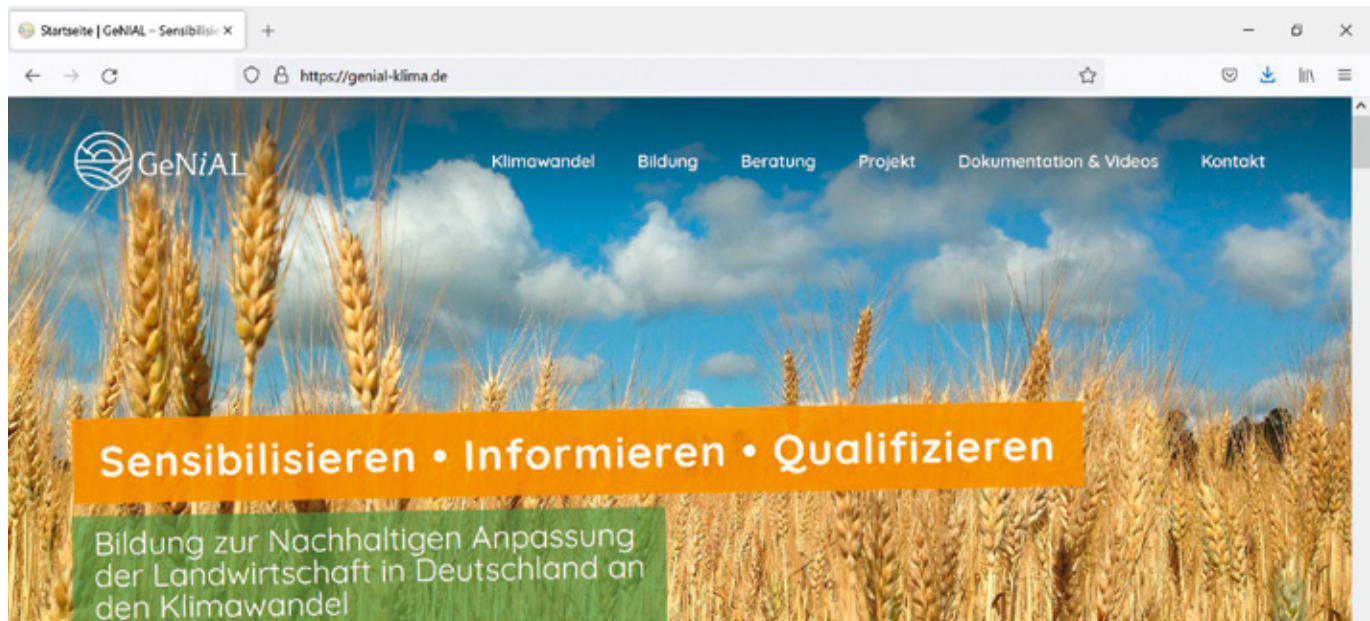 Startseite | GeNIAL – Sensibilisie
https://genial-klima.de
GeNiAL
Klimawandel Bildung Beratung Projekt Dokumentation & Videos Kontakt
Sensibilisieren • Informieren • Qualifizieren
Bildung zur Nachhaltigen Anpassung
der Landwirtschaft in Deutschland an
den Klimawandel